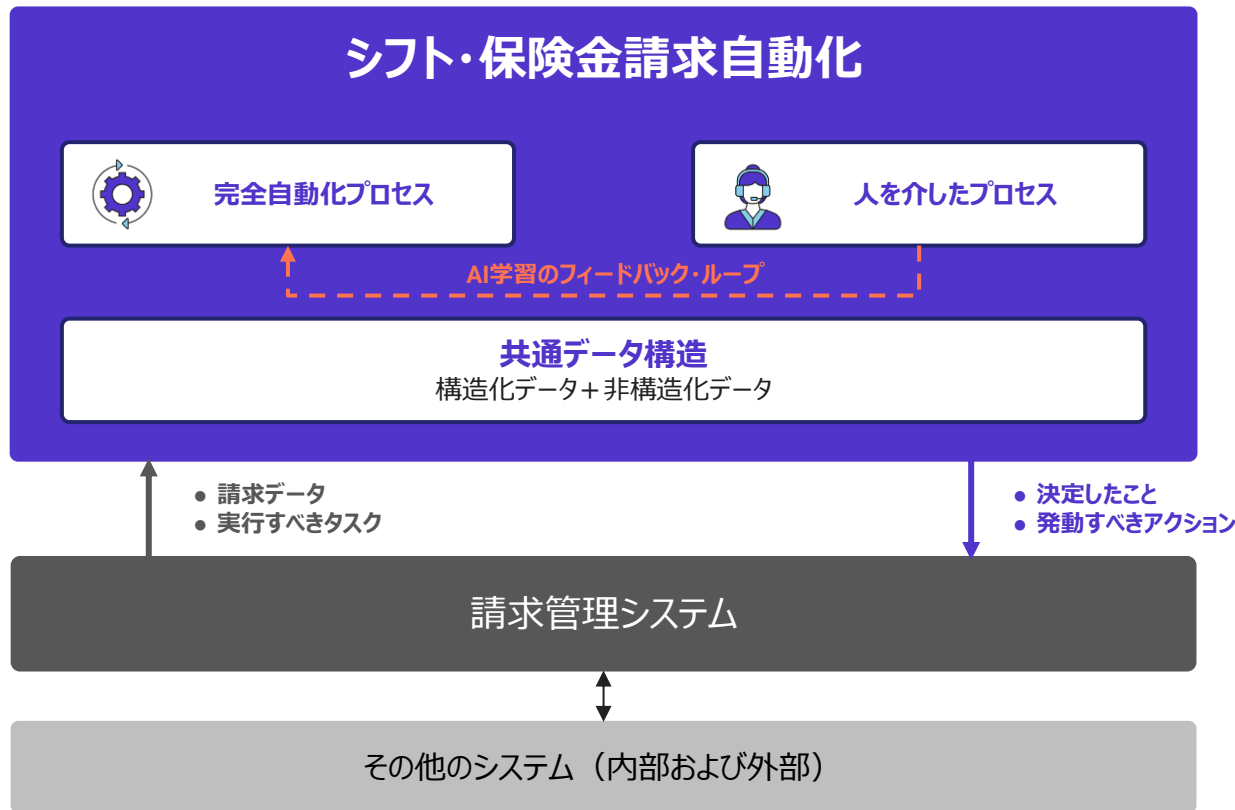 シフト・保険金請求自動化
完全自動化プロセス
人を介したプロセス
AI学習のフィードバック・ループ
共通データ構造
構造化データ+非構造化データ
● 請求データ
● 実行すべきタスク
● 決定したこと
● 発動すべきアクション
請求管理システム
その他のシステム（内部および外部）